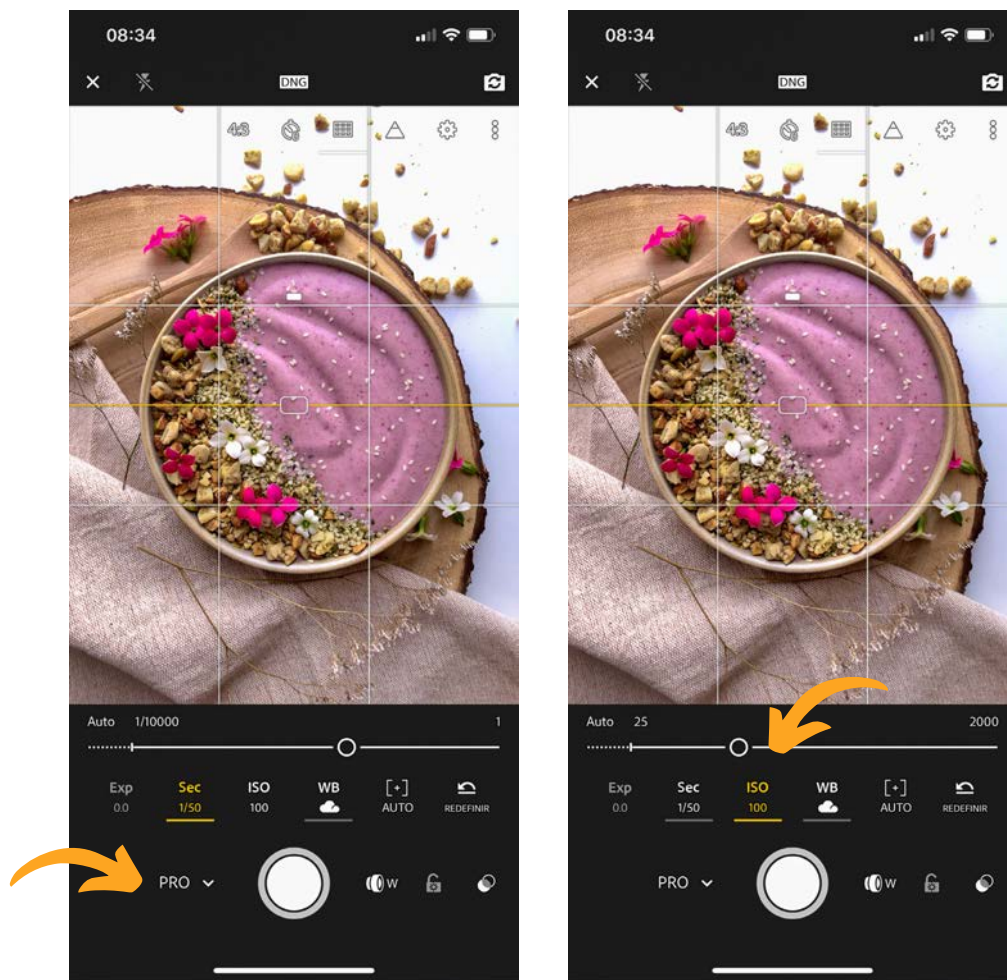 08:34
DNG
4:3
Auto 1/10000 1
Exp Sec ISO WB [+]
0.0 1/50 100 AUTO REDEFINIR
PRO W
08:34
DNG
4:3
Auto 25 2000
Exp Sec ISO WB [+]
0.0 1/50 100 AUTO REDEFINIR
PRO W